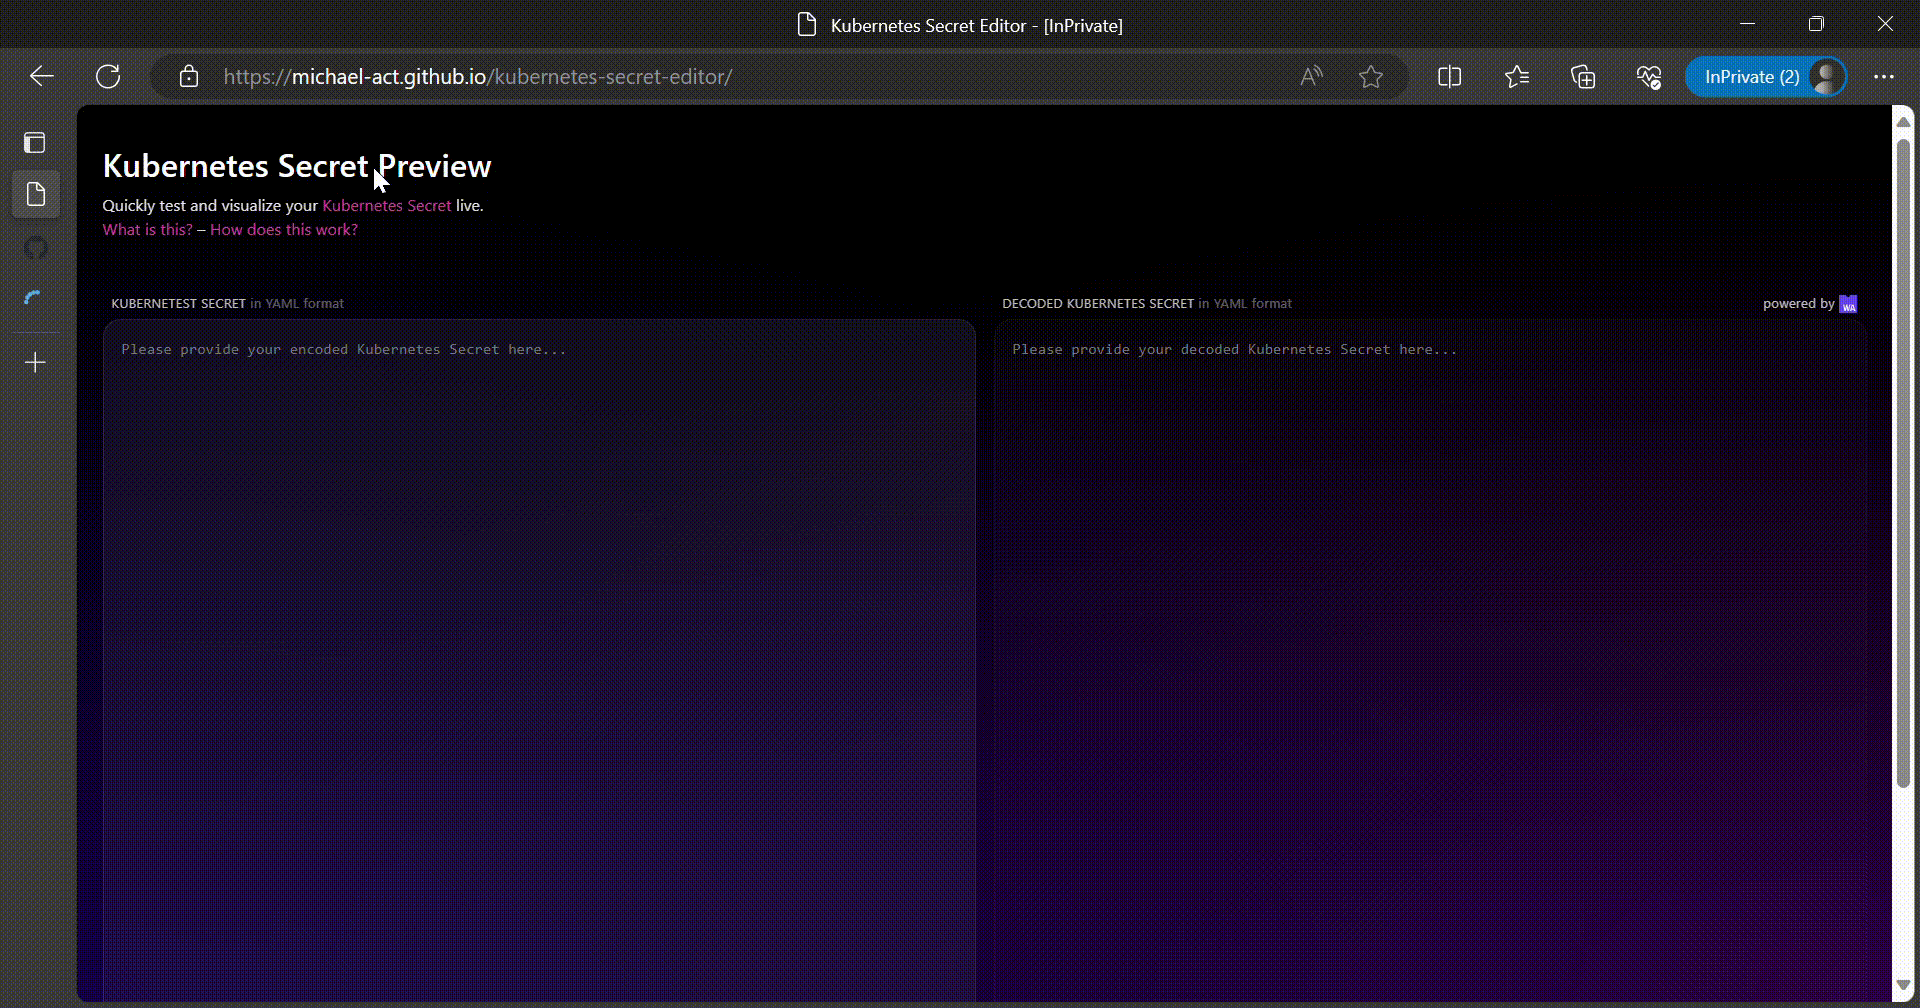 Kubernetes Secret Editor - [InPrivate]
https://michael-act.github.io/kubernetes-secret-editor/
InPrivate (2)
Kubernetes Secret Preview
Quickly test and visualize your Kubernetes Secret live.
What is this? – How does this work?
KUBERNETEST SECRET in YAML format
DECODED KUBERNETES SECRET in YAML format
powered by WA
Please provide your encoded Kubernetes Secret here...
Please provide your decoded Kubernetes Secret here...